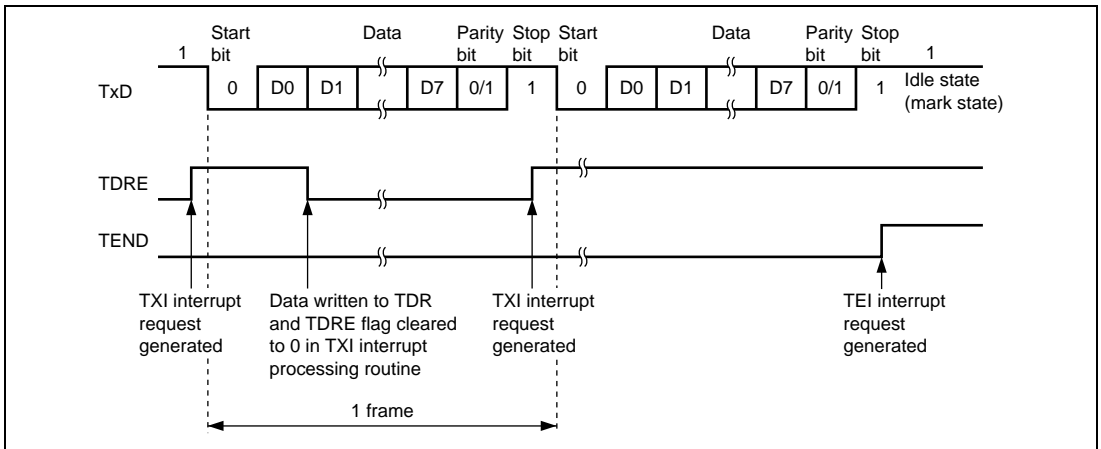 Start Data Parity Stop Start Data Parity Stop
1 bit bit bit bit bit bit 1
TxD 0 D0 D1 D7 0/1 1 0 D0 D1 D7 0/1 1 Idle state
(mark state)
TDRE
TEND
TXI interrupt
request
generated
Data written to TDR
and TDRE flag cleared
to 0 in TXI interrupt
processing routine
TXI interrupt
request
generated
TEI interrupt
request
generated
1 frame